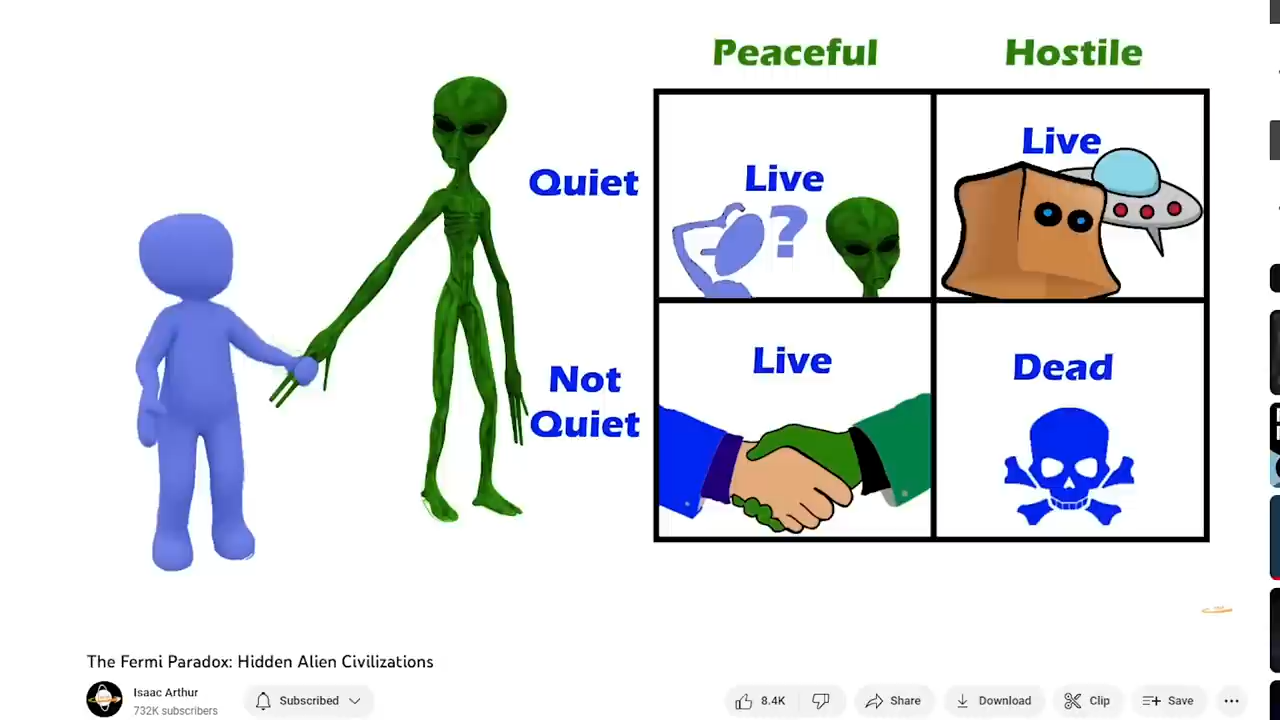 Peaceful
Hostile
Quiet
Live
Live
Not
Quiet
Live
Dead
The Fermi Paradox: Hidden Alien Civilizations
Isaac Arthur
732K subscribers
Subscribed
8.4K
Share
Download
Clip
Save